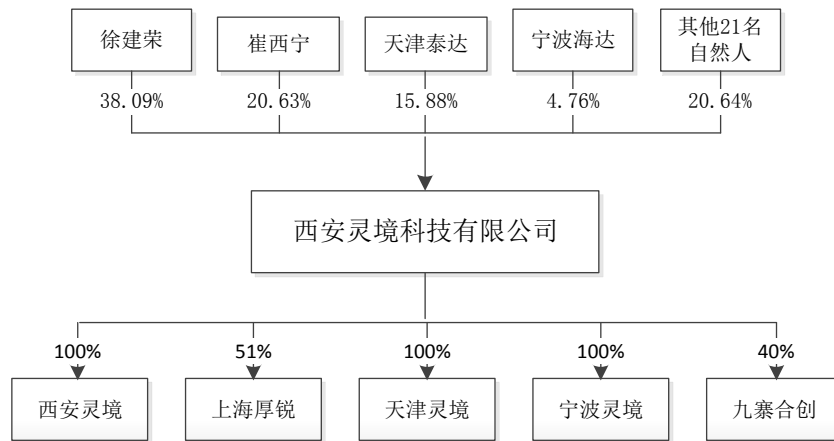 徐建荣
崔西宁
天津泰达
宁波海达
其他21名
自然人
38.09%
20.63%
15.88%
4.76%
20.64%
西安灵境科技有限公司
100%
51%
100%
100%
40%
西安灵境
上海厚锐
天津灵境
宁波灵境
九寨合创